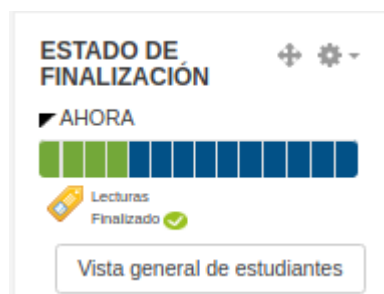 ESTADO DE
FINALIZACIÓN
AHORA
Lecturas
Finalizado
Vista general de estudiantes